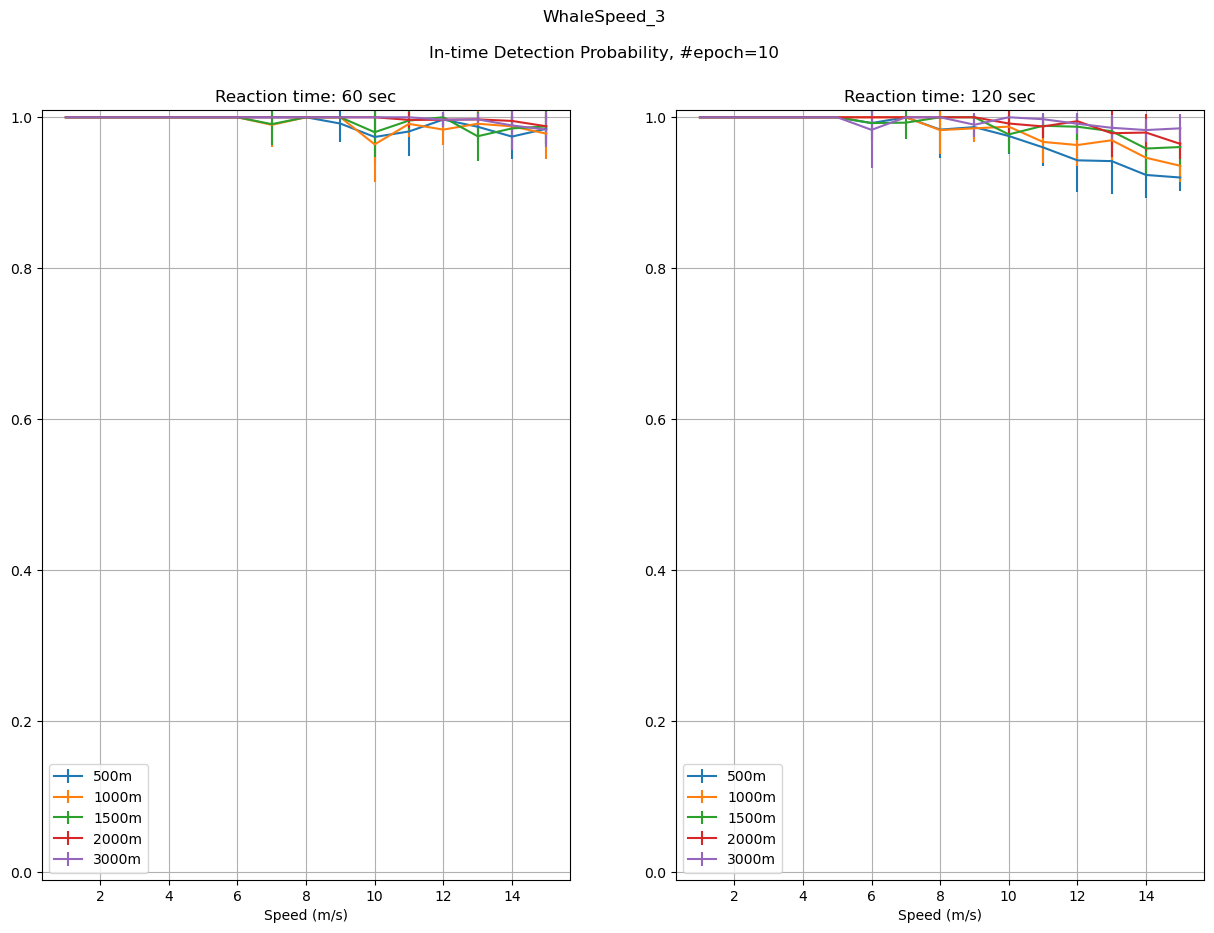 WhaleSpeed_3
In-time Detection Probability, #epoch=10
Reaction time: 60 sec
1.0
0.8
0.6
0.4
0.2
0.0
500m
1000m
1500m
2000m
3000m
2 4 6 8 10 12 14
Speed (m/s)
Reaction time: 120 sec
1.0
0.8
0.6
0.4
0.2
0.0
500m
1000m
1500m
2000m
3000m
2 4 6 8 10 12 14
Speed (m/s)